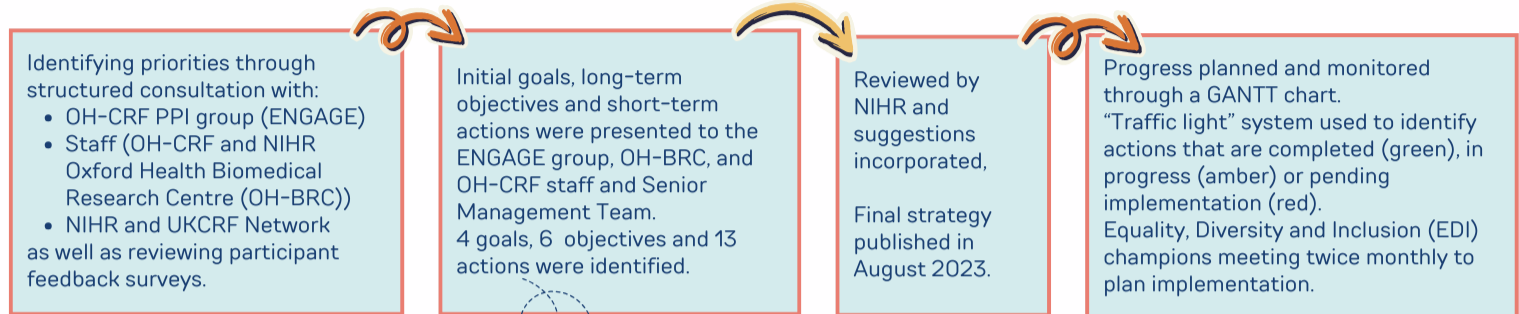 Identifying priorities through
structured consultation with:
• OH-CRF PPI group (ENGAGE)
• Staff (OH-CRF and NIHR
Oxford Health Biomedical
Research Centre (OH-BRC))
• NIHR and UKCRF Network
as well as reviewing participant
feedback surveys.
Initial goals, long-term
objectives and short-term
actions were presented to the
ENGAGE group, OH-BRC, and
OH-CRF staff and Senior
Management Team.
4 goals, 6 objectives and 13
actions were identified.
Reviewed by
NIHR and
suggestions
incorporated,
Final strategy
published in
August 2023.
Progress planned and monitored
through a GANTT chart.
“Traffic light” system used to identify
actions that are completed (green), in
progress (amber) or pending
implementation (red).
Equality, Diversity and Inclusion (EDI)
champions meeting twice monthly to
plan implementation.